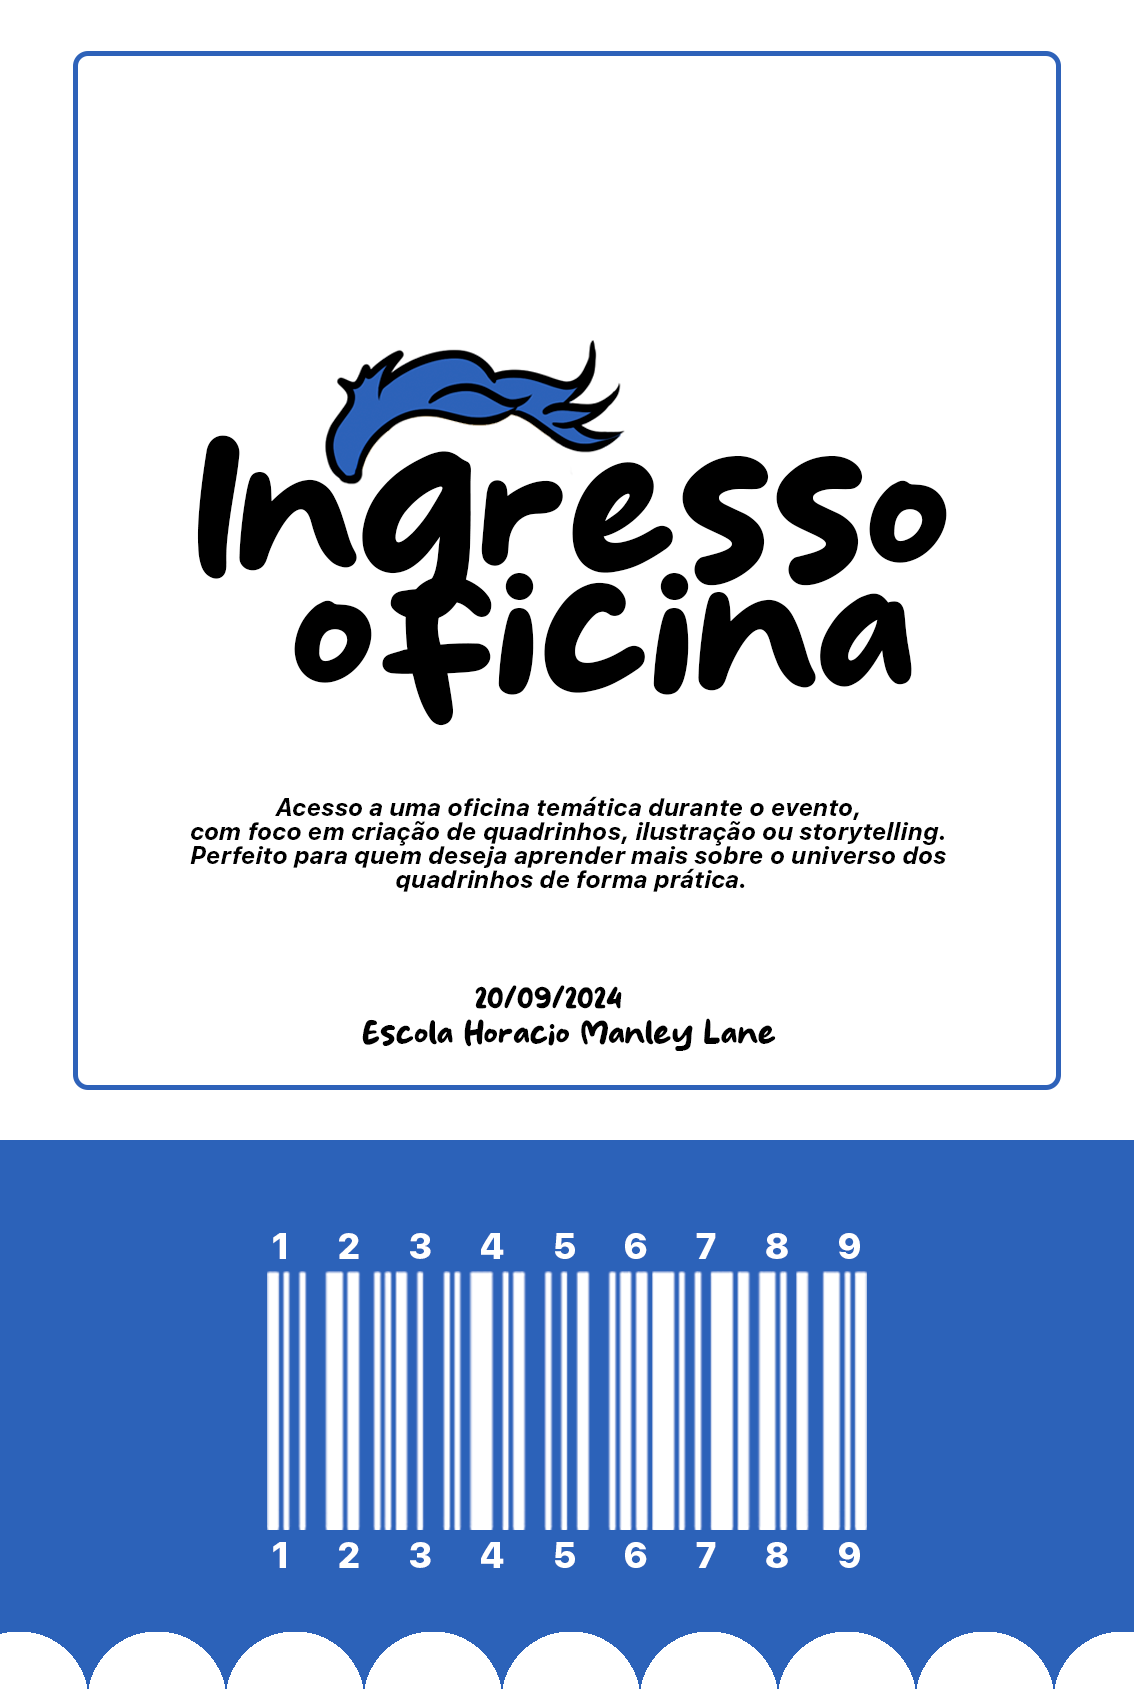 Ingresso
oficina
Acesso a uma oficina temática durante o evento,
com foco em criação de quadrinhos, ilustração ou storytelling.
Perfeito para quem deseja aprender mais sobre o universo dos
quadrinhos de forma prática.
20/09/2024
Escola Horacio Manley Lane
1 2 3 4 5 6 7 8 9
1 2 3 4 5 6 7 8 9